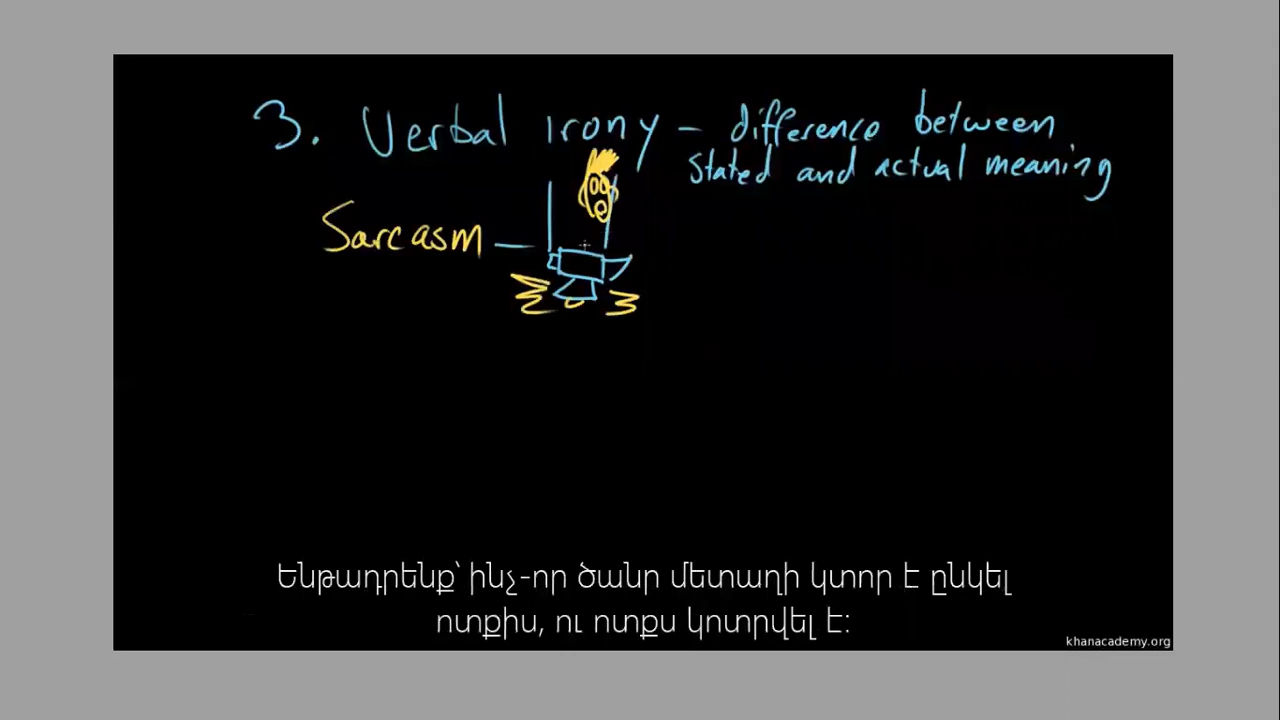 3. Verbal irony – difference between
stated and actual meaning
Sarcasm —
Ենթադրենք՝ ինչ-որ ծանր մետաղի կտոր է ընկել
ոտքիս, ու ոտքս կոտրվել է:
khanacademy.org